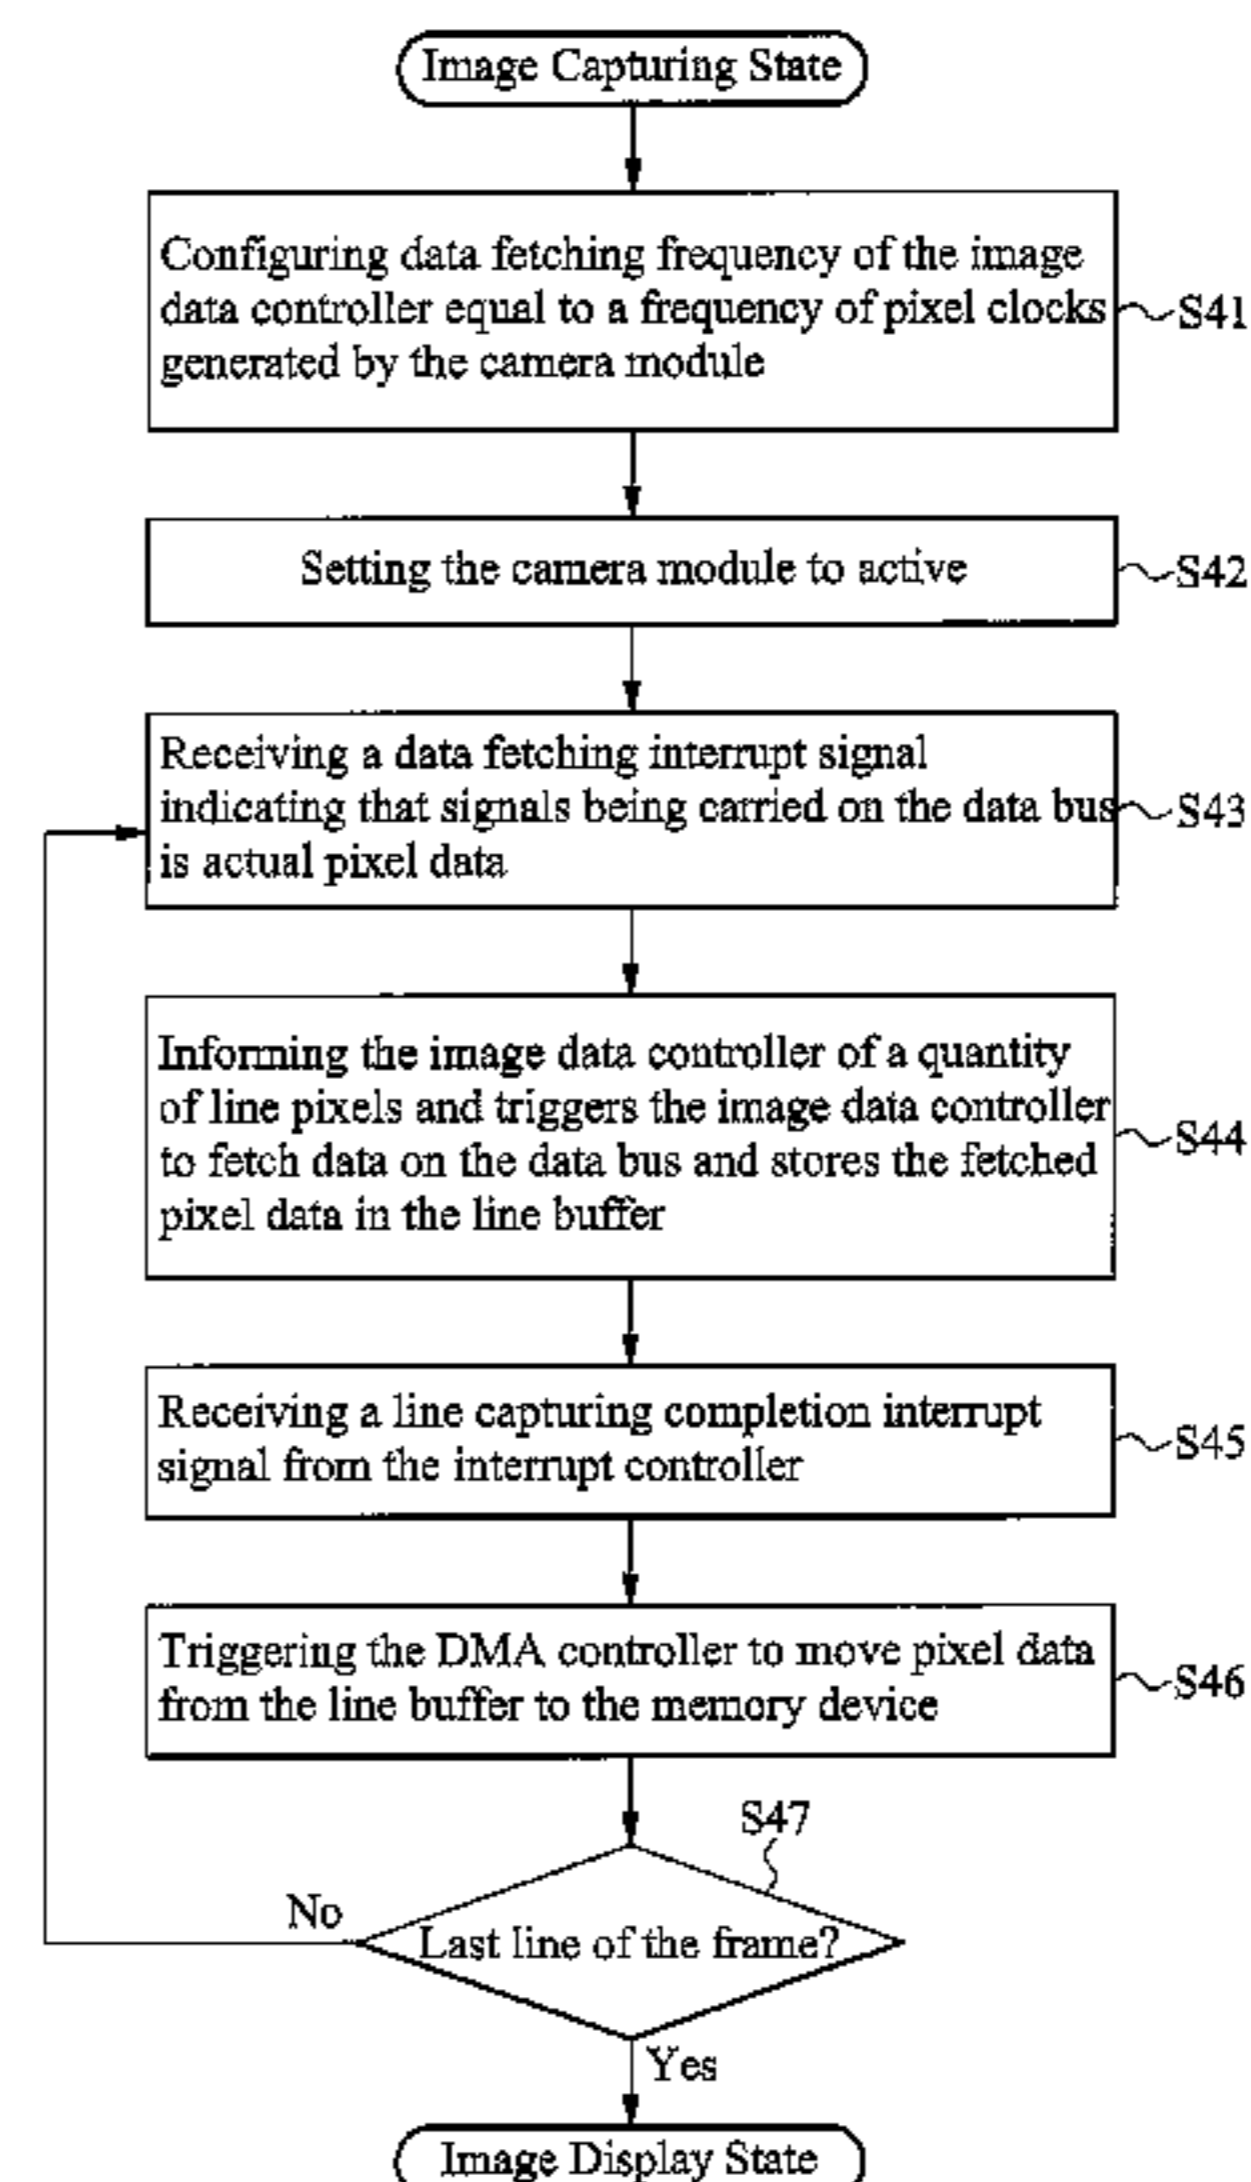 Image Capturing State
Configuring data fetching frequency of the image
data controller equal to a frequency of pixel clocks
generated by the camera module
S41
Setting the camera module to active
S42
Receiving a data fetching interrupt signal
indicating that signals being carried on the data bus
is actual pixel data
S43
Informing the image data controller of a quantity
of line pixels and triggers the image data controller
to fetch data on the data bus and stores the fetched
pixel data in the line buffer
S44
Receiving a line capturing completion interrupt
signal from the interrupt controller
S45
Triggering the DMA controller to move pixel data
from the line buffer to the memory device
S46
S47
No
Last line of the frame?
Yes
Image Display State